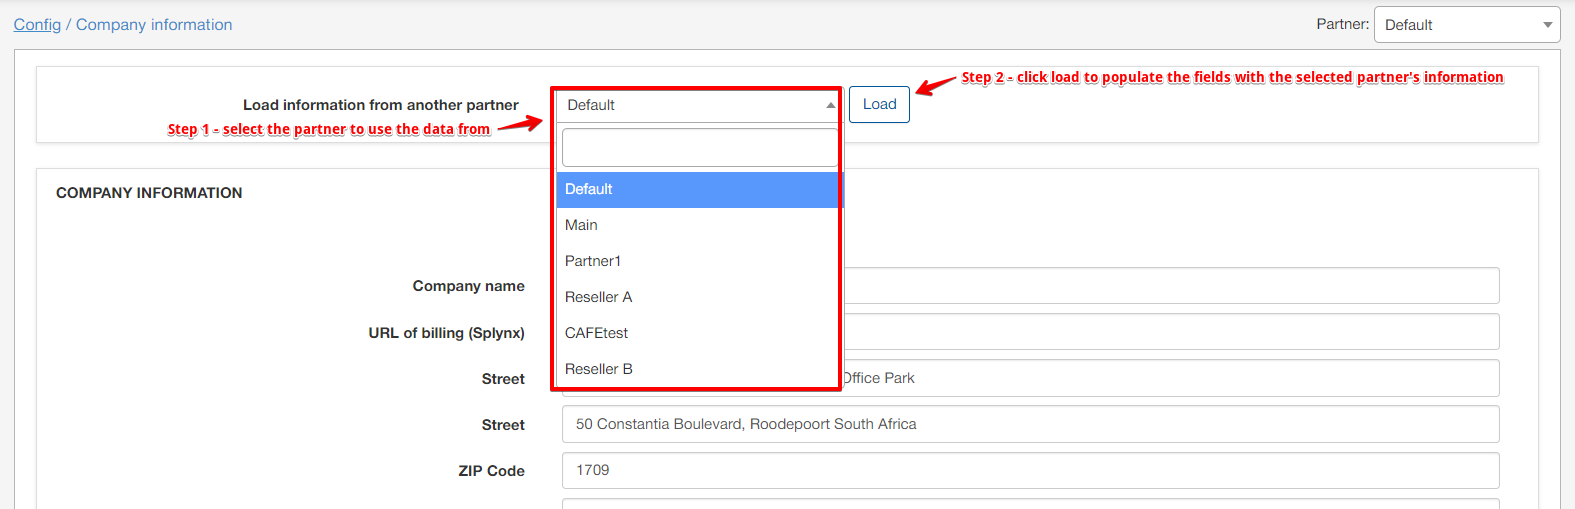 Config / Company information
Partner: Default
Step 2 - click load to populate the fields with the selected partner's information
Load information from another partner Default Load
Step 1 - select the partner to use the data from
Default
COMPANY INFORMATION
Main
Partner1
Company name
Reseller A
URL of billing (Splynx)
CAFEtest
Reseller B
Street Office Park
Street 50 Constantia Boulevard, Roodepoort South Africa
ZIP Code 1709